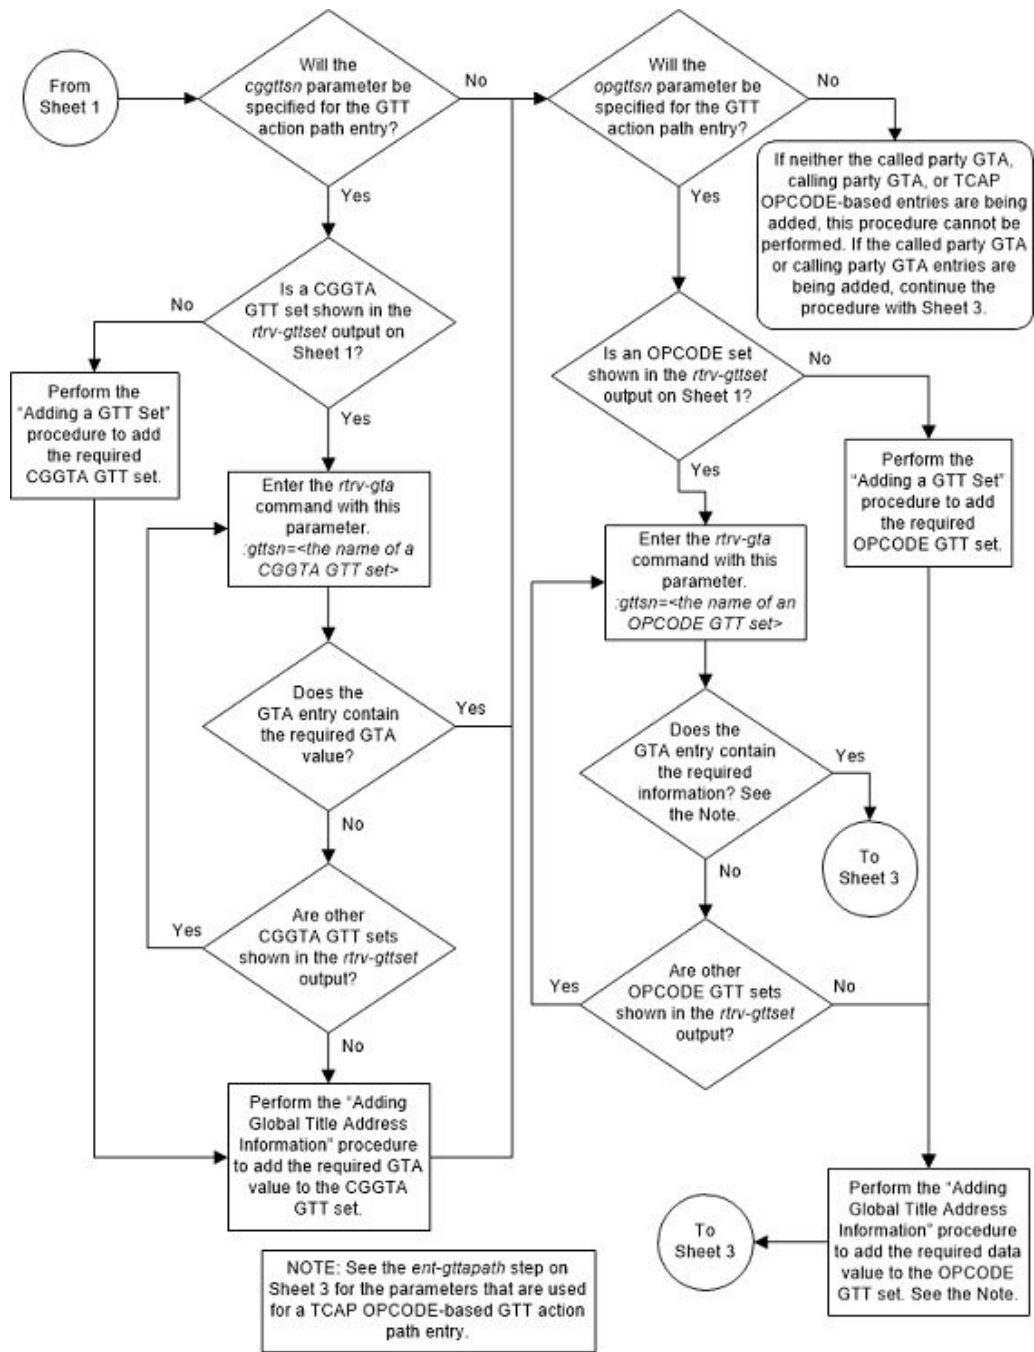 From
Sheet 1
Will the
cggttsn parameter be
specified for the GTT
action path entry?
No
Yes
Is a CGGTA
GTT set shown in the
rtrv-gttset output on
Sheet 1?
No
Yes
Perform the
“Adding a GTT Set”
procedure to add
the required
CGGTA GTT set.
Enter the rtrv-gta
command with this
parameter.
:gttsn=<the name of a
CGGTA GTT set>
Does the
GTA entry contain
the required GTA
value?
Yes
No
Are other
CGGTA GTT sets
shown in the rtrv-gttset
output?
Yes
No
Perform the “Adding
Global Title Address
Information” procedure
to add the required GTA
value to the CGGTA
GTT set.
Will the
opgttsn parameter be
specified for the GTT
action path entry?
No
Yes
If neither the called party GTA,
calling party GTA, or TCAP
OPCODE-based entries are being
added, this procedure cannot be
performed. If the called party GTA
or calling party GTA entries are
being added, continue the
procedure with Sheet 3.
Is an OPCODE set
shown in the rtrv-gttset
output on Sheet 1?
No
Yes
Perform the
“Adding a GTT Set”
procedure to add
the required
OPCODE GTT set.
Enter the rtrv-gta
command with this
parameter.
:gttsn=<the name of an
OPCODE GTT set>
Does the
GTA entry contain
the required
information? See
the Note.
Yes
No
To
Sheet 3
Are other
OPCODE GTT sets
shown in the rtrv-gttset
output?
Yes
No
Perform the “Adding
Global Title Address
Information” procedure
to add the required data
value to the OPCODE
GTT set. See the Note.
To
Sheet 3
NOTE: See the ent-gttapath step on
Sheet 3 for the parameters that are used
for a TCAP OPCODE-based GTT action
path entry.